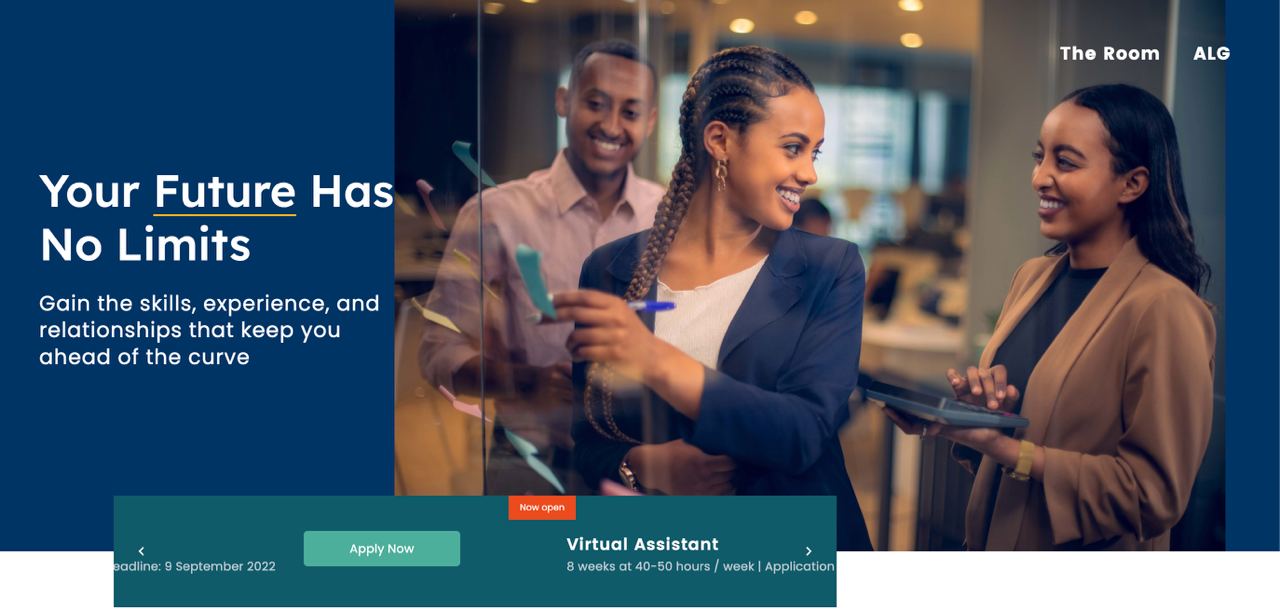 The Room ALG
Your Future Has
No Limits
Gain the skills, experience, and
relationships that keep you
ahead of the curve
Now open
Apply Now
Virtual Assistant
eadline: 9 September 2022
8 weeks at 40-50 hours / week | Application